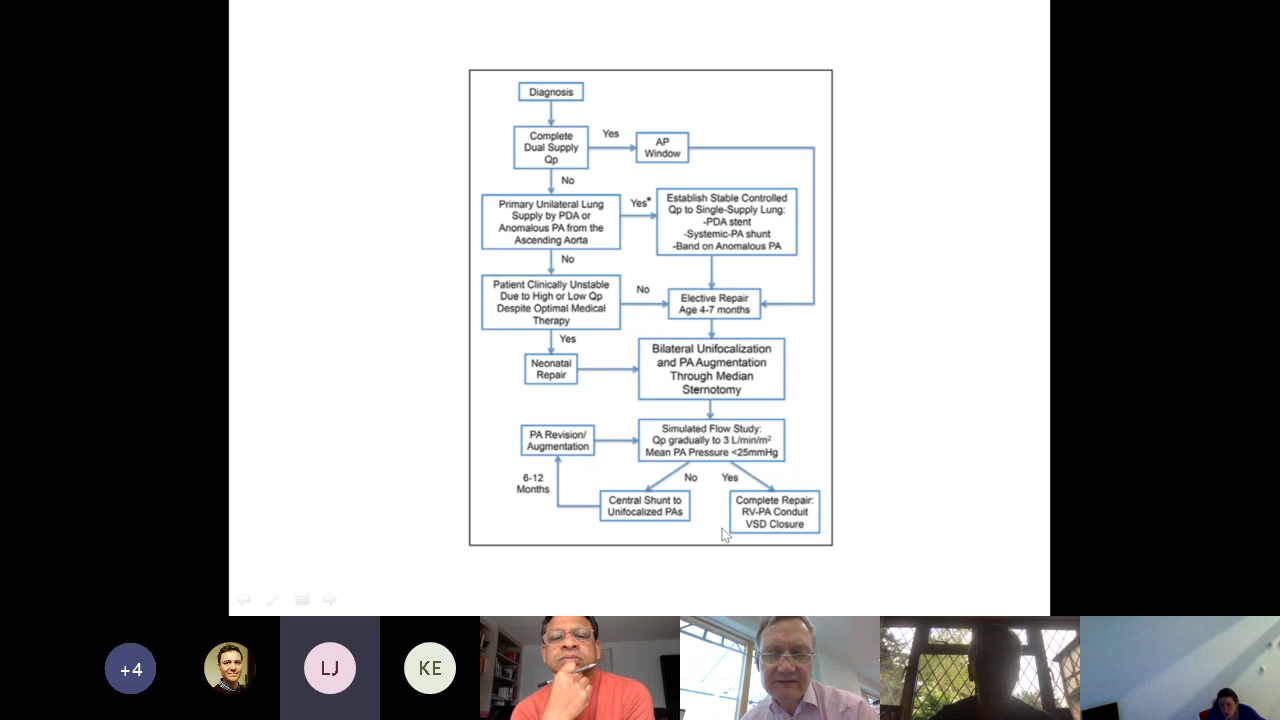 Diagnosis
Complete
Dual Supply
Qp
Yes
AP
Window
No
Primary Unilateral Lung
Supply by PDA or
Anomalous PA from the
Ascending Aorta
Yes*
Establish Stable Controlled
Qp to Single-Supply Lung:
-PDA stent
-Systemic-PA shunt
-Band on Anomalous PA
No
Patient Clinically Unstable
Due to High or Low Qp
Despite Optimal Medical
Therapy
No
Elective Repair
Age 4-7 months
Yes
Neonatal
Repair
Bilateral Unifocalization
and PA Augmentation
Through Median
Sternotomy
PA Revision/
Augmentation
Simulated Flow Study:
Qp gradually to 3 L/min/m²
Mean PA Pressure <25mmHg
6-12
Months
No
Yes
Central Shunt to
Unifocalized PAs
Complete Repair:
RV-PA Conduit
VSD Closure
+4
LJ
KE